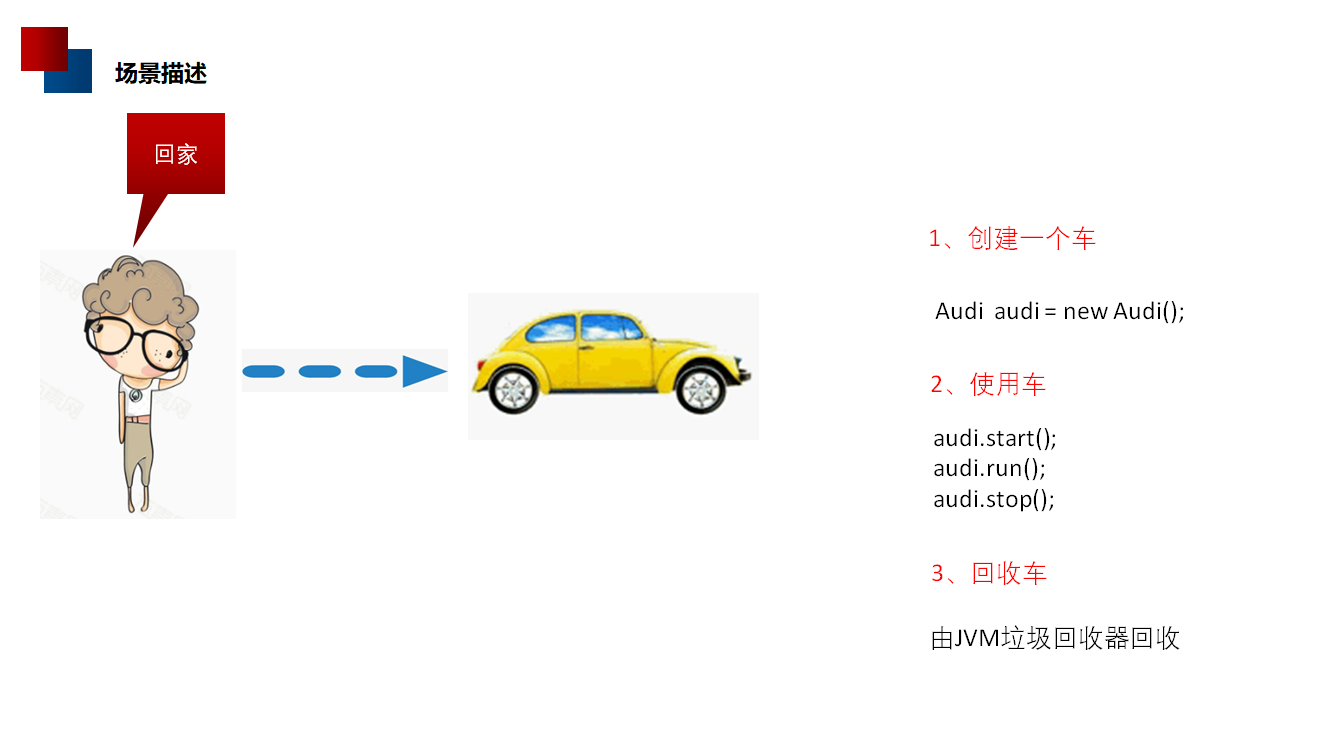 场景描述
回家
1、创建一个车
Audi audi = new Audi();
2、使用车
audi.start();
audi.run();
audi.stop();
3、回收车
由JVM垃圾回收器回收